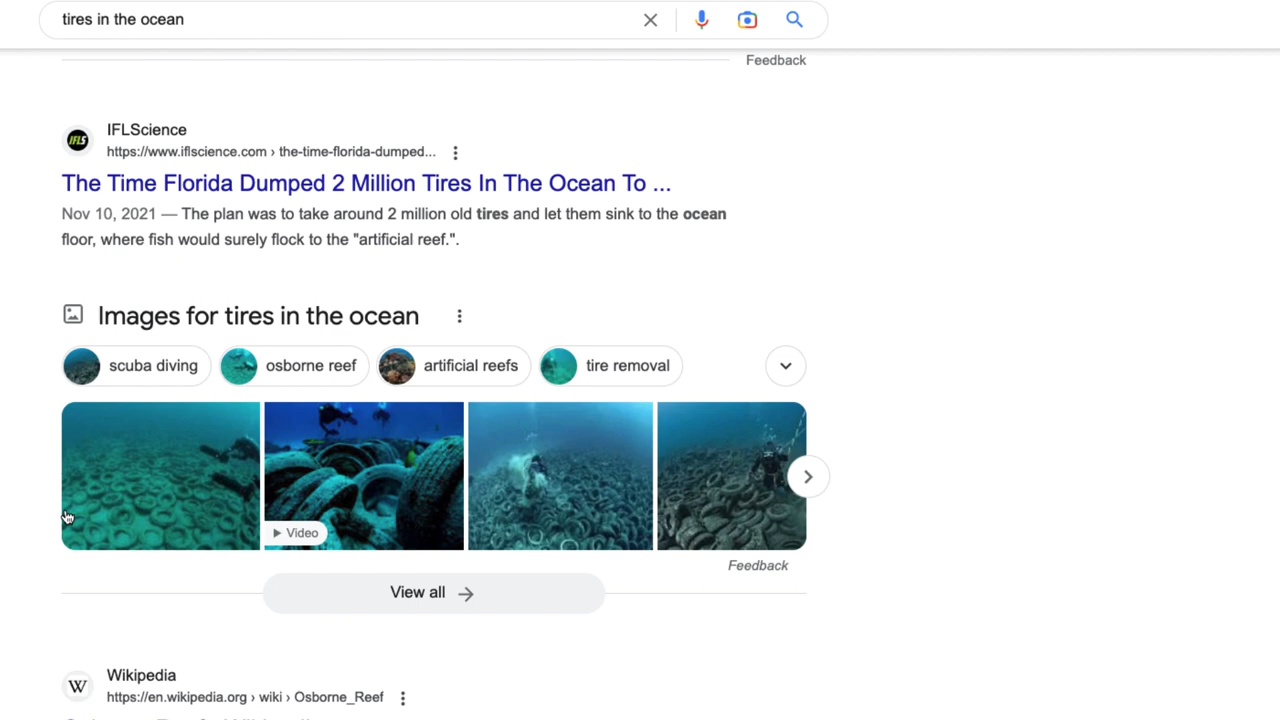 tires in the ocean
Feedback
IFLS
IFLScience
https://www.iflscience.com › the-time-florida-dumped...
The Time Florida Dumped 2 Million Tires In The Ocean To ...
Nov 10, 2021 — The plan was to take around 2 million old tires and let them sink to the ocean
floor, where fish would surely flock to the "artificial reef.".
Images for tires in the ocean
scuba diving
osborne reef
artificial reefs
tire removal
Video
Feedback
View all
W
Wikipedia
https://en.wikipedia.org › wiki › Osborne_Reef